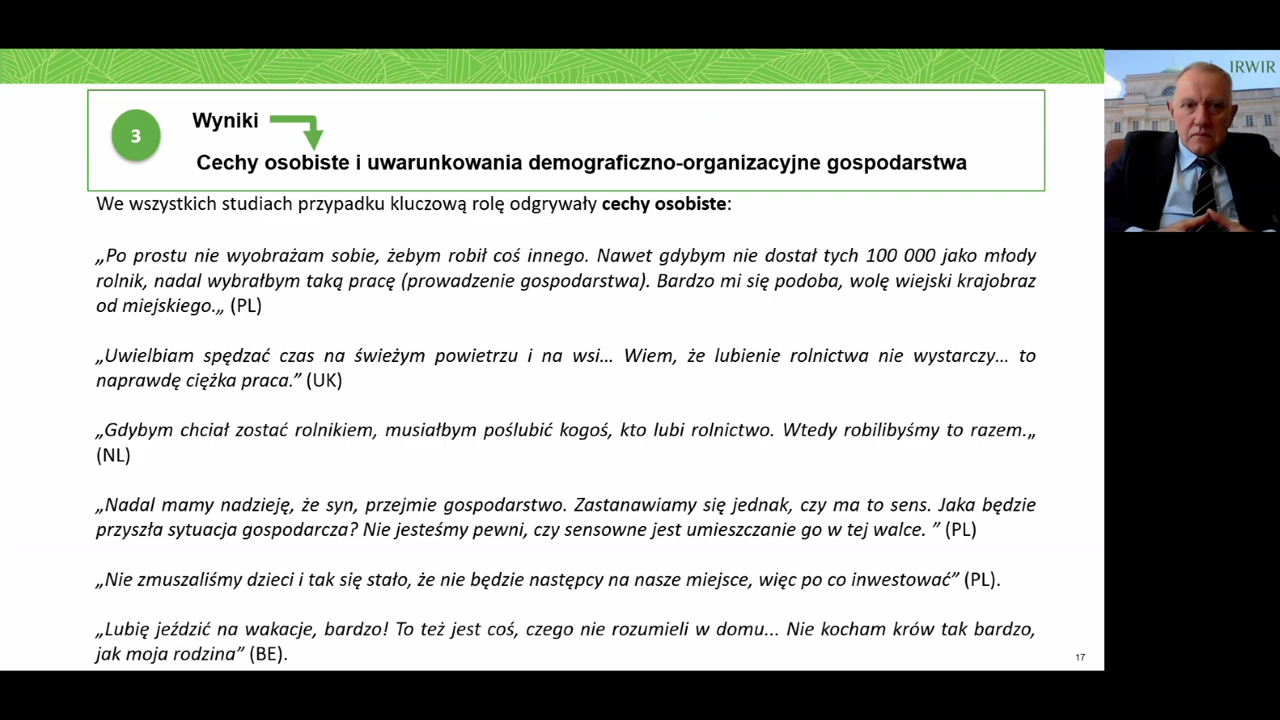 IRWIR
3
Wyniki
Cechy osobiste i uwarunkowania demograficzno-organizacyjne gospodarstwa
We wszystkich studiach przypadku kluczową rolę odgrywały cechy osobiste:
„Po prostu nie wyobrażam sobie, żebym robił coś innego. Nawet gdybym nie dostał tych 100 000 jako młody
rolnik, nadal wybrałbym taką pracę (prowadzenie gospodarstwa). Bardzo mi się podoba, wolę wiejski krajobraz
od miejskiego.„ (PL)
„Uwielbiam spędzać czas na świeżym powietrzu i na wsi... Wiem, że lubienie rolnictwa nie wystarczy... to
naprawdę ciężka praca.” (UK)
„Gdybym chciał zostać rolnikiem, musiałbym poślubić kogoś, kto lubi rolnictwo. Wtedy robilibyśmy to razem.„
(NL)
„Nadal mamy nadzieję, że syn, przejmie gospodarstwo. Zastanawiamy się jednak, czy ma to sens. Jaka będzie
przyszła sytuacja gospodarcza? Nie jesteśmy pewni, czy sensowne jest umieszczanie go w tej walce. ” (PL)
„Nie zmuszaliśmy dzieci i tak się stało, że nie będzie następcy na nasze miejsce, więc po co inwestować” (PL).
„Lubię jeździć na wakacje, bardzo! To też jest coś, czego nie rozumieli w domu... Nie kocham krów tak bardzo,
jak moja rodzina” (BE).
17